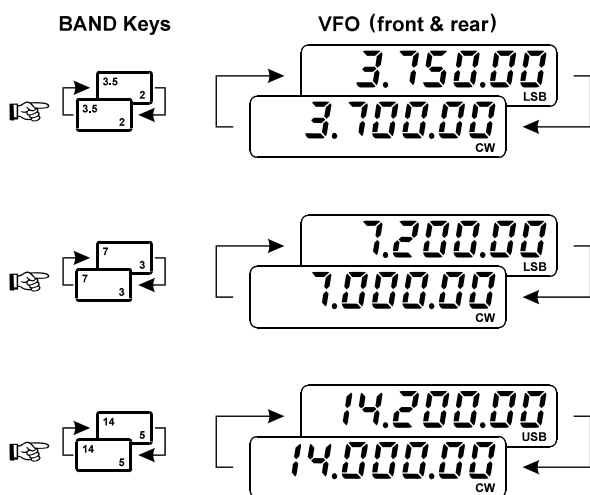 BAND Keys
VFO (front & rear)
3.5
2
3.5
2
3.750.00
LSB
3.700.00
CW
7
3
7
3
7.200.00
LSB
7.000.00
CW
14
5
14
5
14.200.00
USB
14.000.00
CW